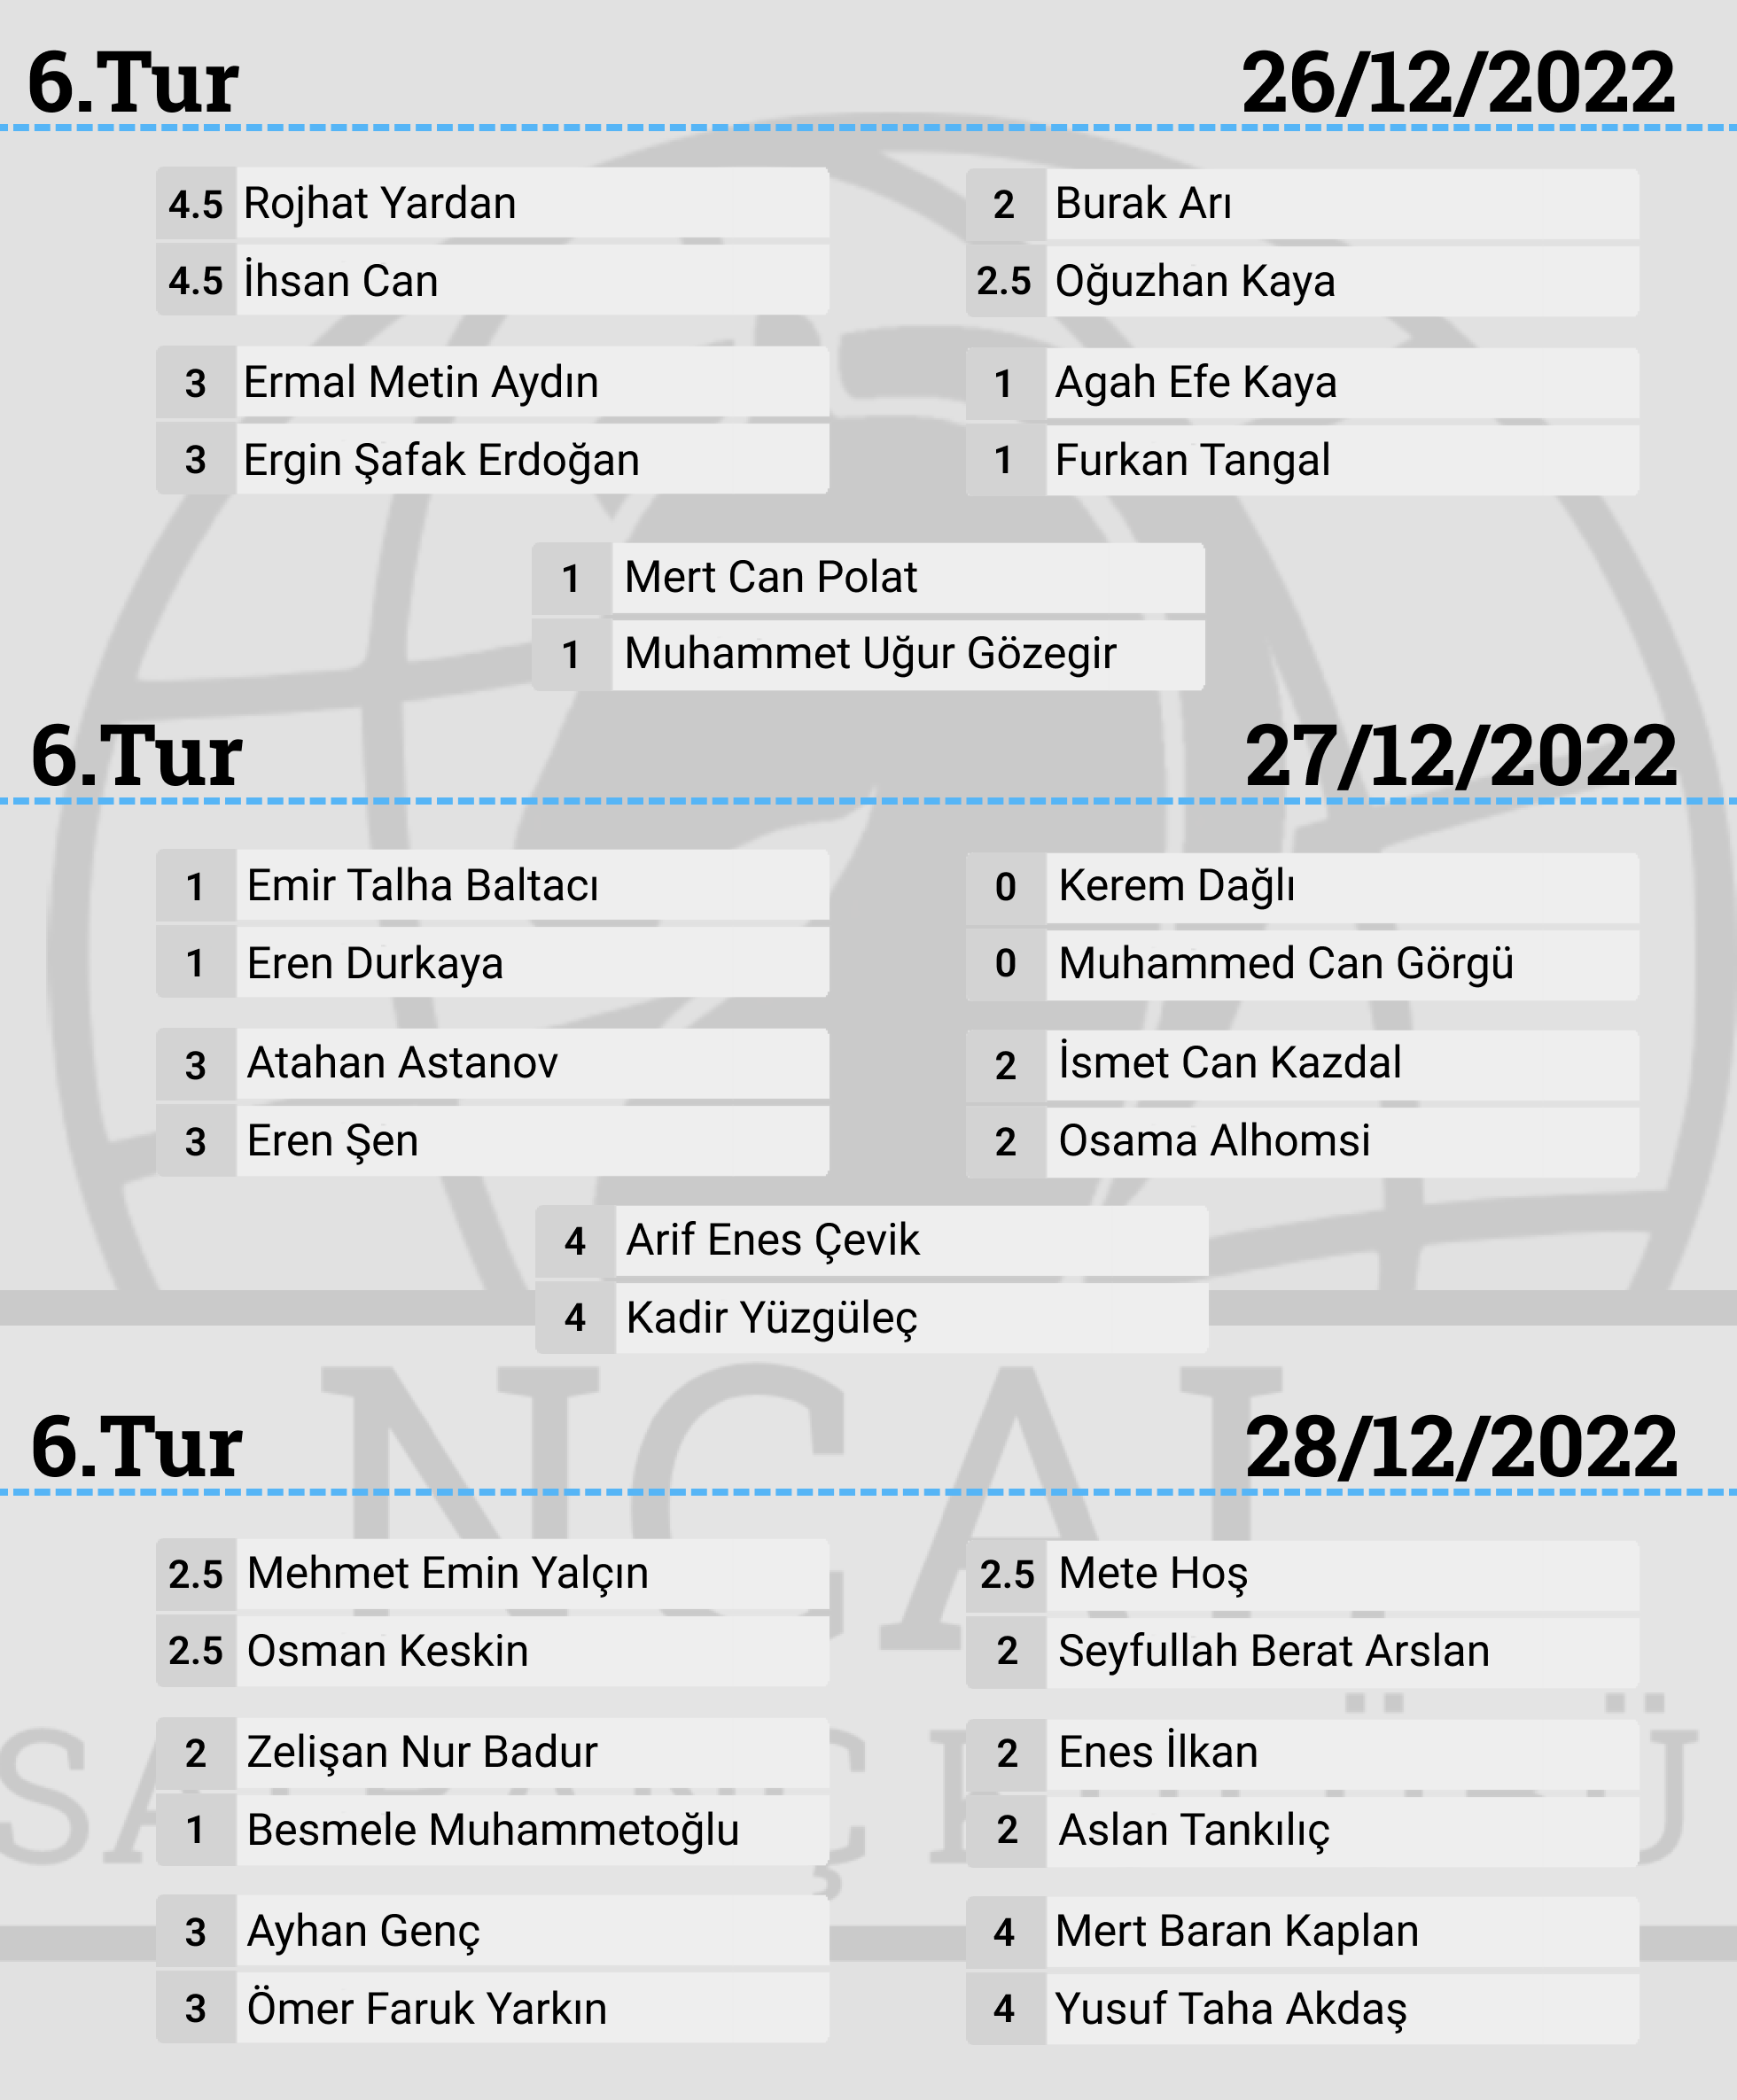 6.Tur 26/12/2022
4.5 Rojhat Yardan
4.5 İhsan Can
2 Burak Arı
2.5 Oğuzhan Kaya
3 Ermal Metin Aydın
3 Ergin Şafak Erdoğan
1 Agah Efe Kaya
1 Furkan Tangal
1 Mert Can Polat
1 Muhammet Uğur Gözegir
6.Tur 27/12/2022
1 Emir Talha Baltacı
1 Eren Durkaya
0 Kerem Dağlı
0 Muhammed Can Görgü
3 Atahan Astanov
3 Eren Şen
2 İsmet Can Kazdal
2 Osama Alhomsi
4 Arif Enes Çevik
4 Kadir Yüzgüleç
NGAL
6.Tur 28/12/2022
2.5 Mehmet Emin Yalçın
2.5 Osman Keskin
2.5 Mete Hoş
2 Seyfullah Berat Arslan
2 Zelişan Nur Badur
1 Besmele Muhammetoğlu
2 Enes İlkan
2 Aslan Tankılıç
3 Ayhan Genç
3 Ömer Faruk Yarkın
4 Mert Baran Kaplan
4 Yusuf Taha Akdaş